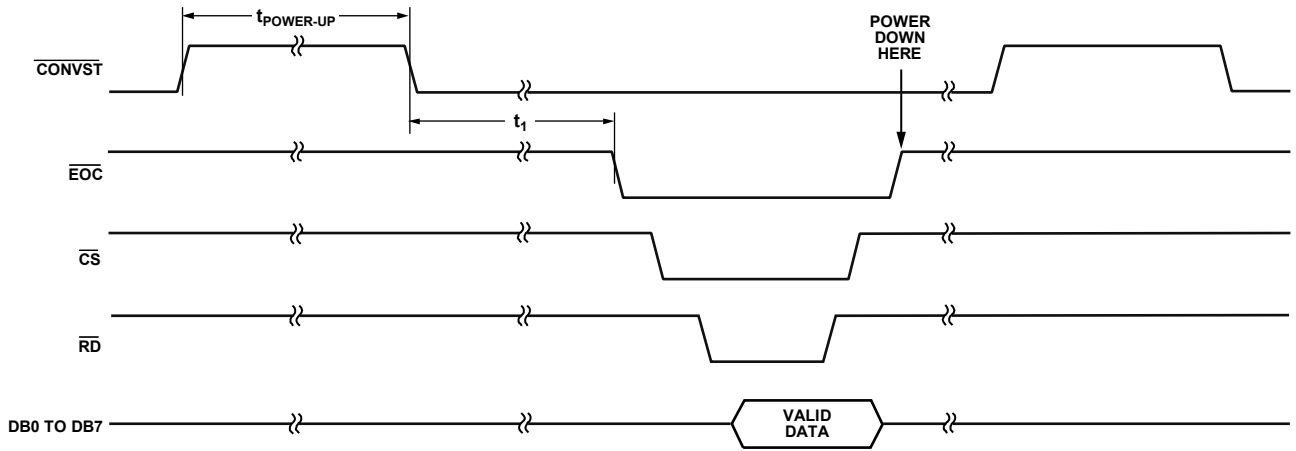 tPOWER-UP
POWER
DOWN
HERE
CONVST
t1
EOC
CS
RD
DB0 TO DB7
VALID
DATA